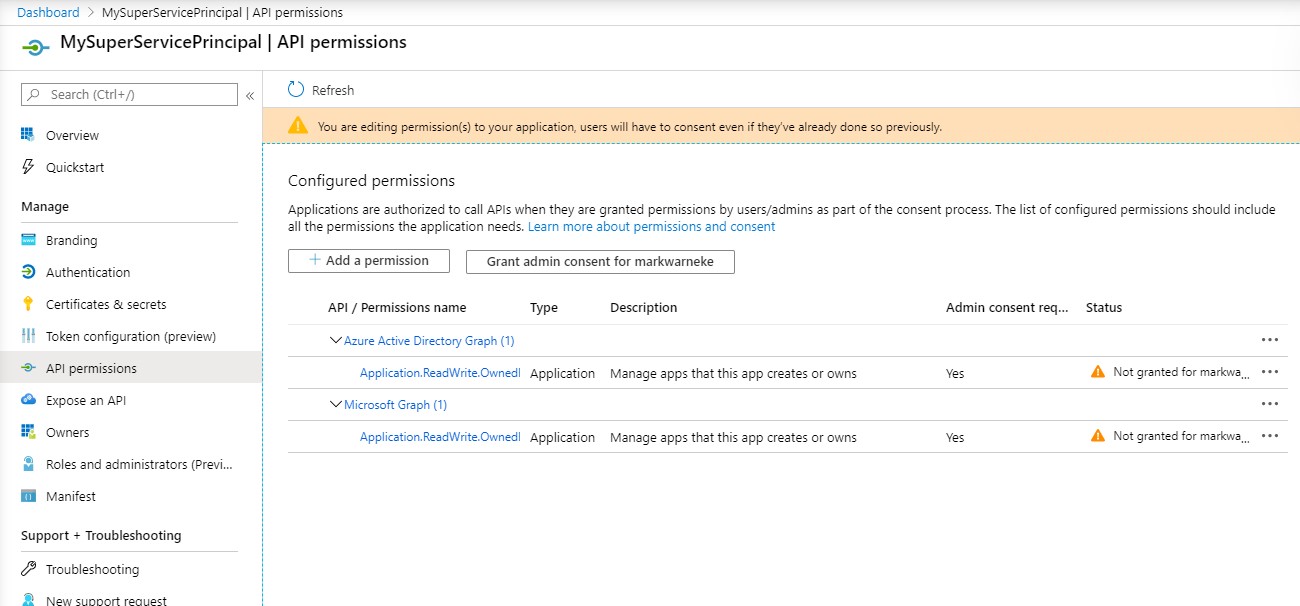 Dashboard > MySuperServicePrincipal | API permissions
MySuperServicePrincipal | API permissions
Search (Ctrl+/)
«
Overview
Quickstart
Manage
Branding
Authentication
Certificates & secrets
Token configuration (preview)
API permissions
Expose an API
Owners
Roles and administrators (Previ...
Manifest
Support + Troubleshooting
Troubleshooting
New support request
Refresh
You are editing permission(s) to your application, users will have to consent even if they've already done so previously.
Configured permissions
Applications are authorized to call APIs when they are granted permissions by users/admins as part of the consent process. The list of configured permissions should include
all the permissions the application needs. Learn more about permissions and consent
+ Add a permission Grant admin consent for markwarneke
API / Permissions name Type Description Admin consent req... Status
Azure Active Directory Graph (1) ...
Application.ReadWrite.OwnedI Application Manage apps that this app creates or owns Yes Not granted for markwa... ...
Microsoft Graph (1) ...
Application.ReadWrite.OwnedI Application Manage apps that this app creates or owns Yes Not granted for markwa... ...